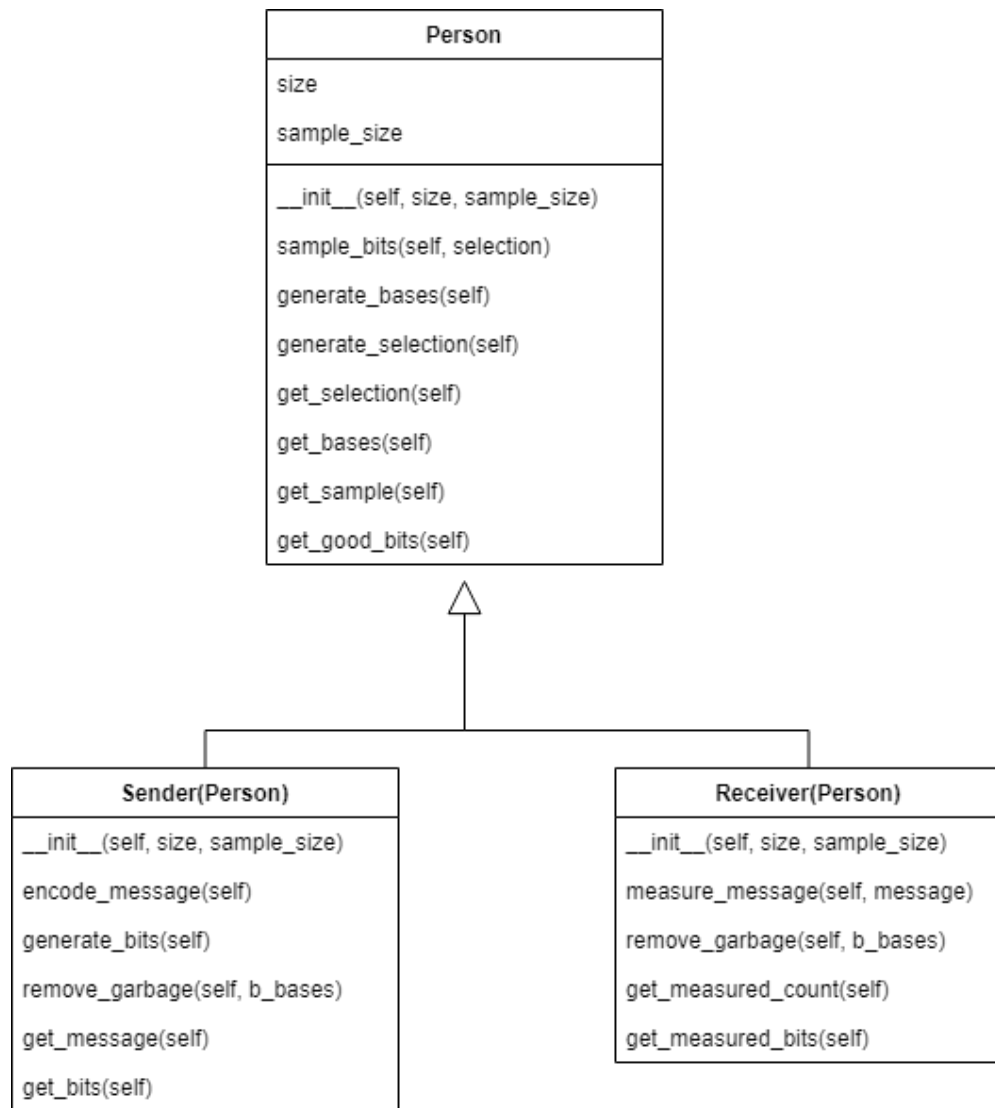 Person
size
sample_size
__init__(self, size, sample_size)
sample_bits(self, selection)
generate_bases(self)
generate_selection(self)
get_selection(self)
get_bases(self)
get_sample(self)
get_good_bits(self)
Sender(Person)
__init__(self, size, sample_size)
encode_message(self)
generate_bits(self)
remove_garbage(self, b_bases)
get_message(self)
get_bits(self)
Receiver(Person)
__init__(self, size, sample_size)
measure_message(self, message)
remove_garbage(self, b_bases)
get_measured_count(self)
get_measured_bits(self)